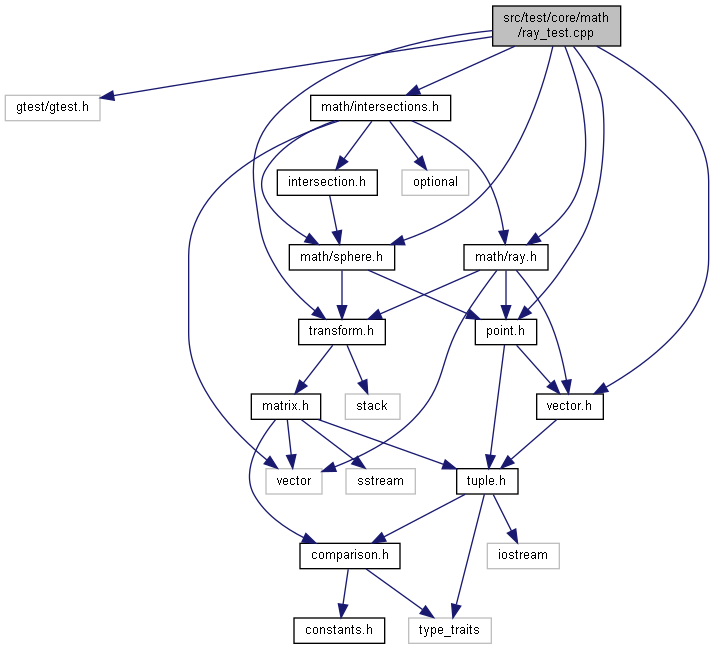 src/test/core/math
/ray_test.cpp
gtest/gtest.h
math/intersections.h
intersection.h
optional
math/sphere.h
math/ray.h
transform.h
point.h
matrix.h
stack
vector.h
vector
sstream
tuple.h
comparison.h
iostream
constants.h
type_traits